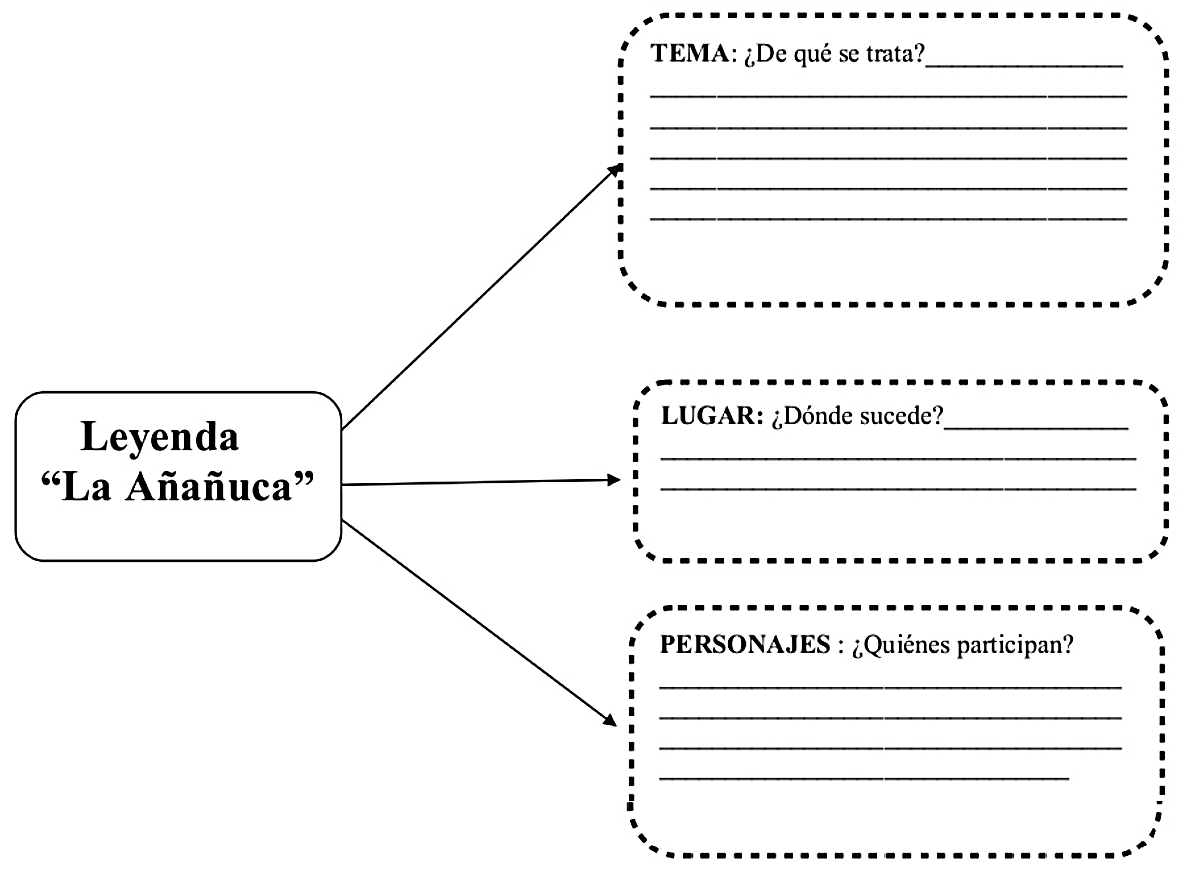 TEMA: ¿De qué se trata?
Leyenda
“La Añañuca”
LUGAR: ¿Dónde sucede?
PERSONAJES : ¿Quiénes participan?